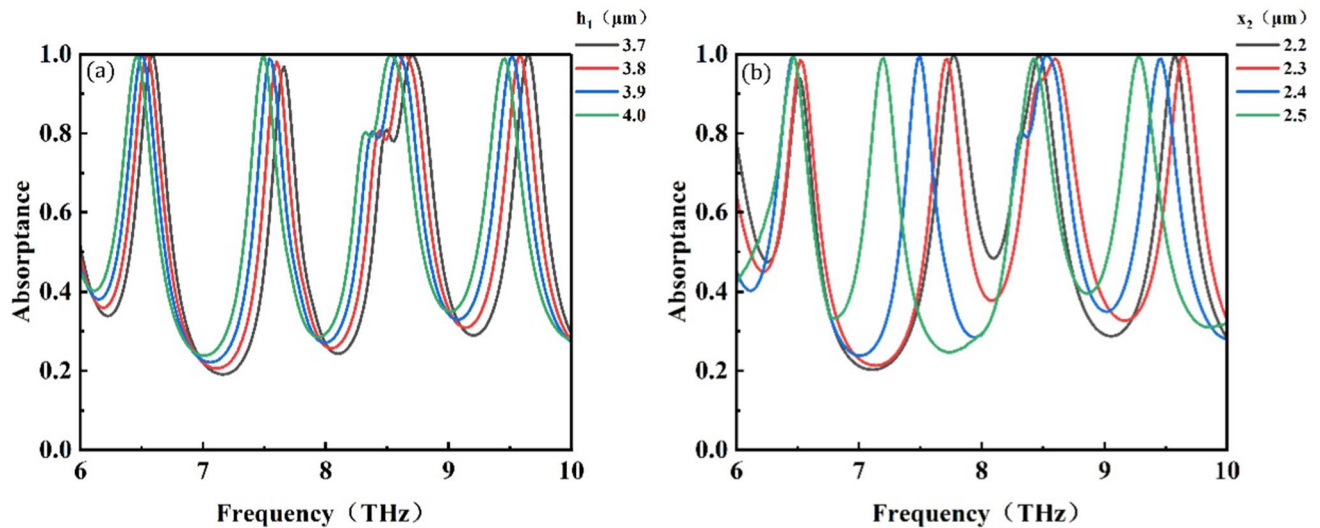 h₁（μm）
3.7
3.8
3.9
4.0
(a)
1.0
0.8
0.6
0.4
0.2
0.0
Absorptance
6 7 8 9 10
Frequency（THz）
x₂（μm）
2.2
2.3
2.4
2.5
(b)
1.0
0.8
0.6
0.4
0.2
0.0
Absorptance
6 7 8 9 10
Frequency（THz）